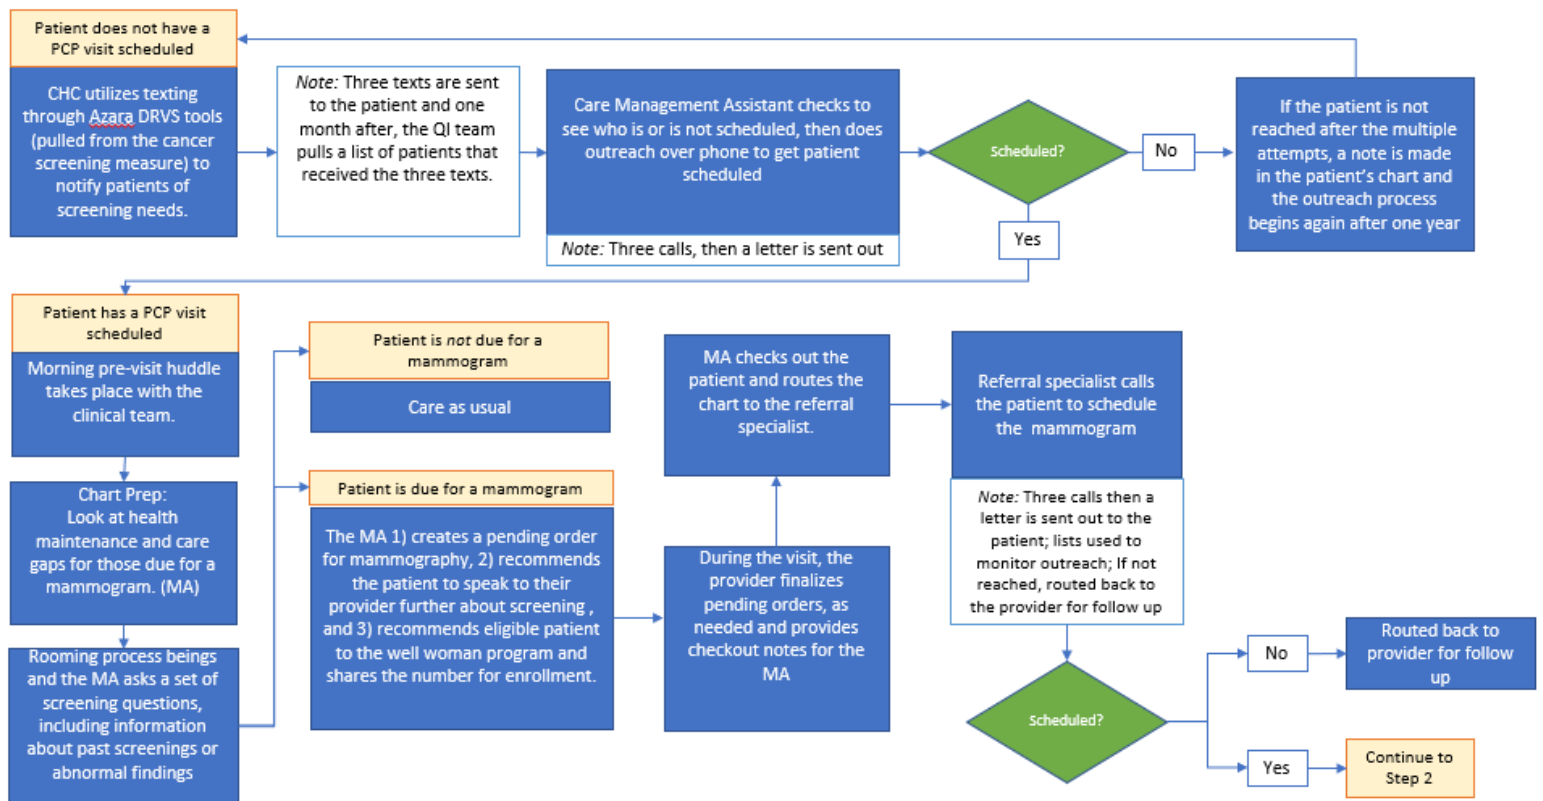 Patient does not have a
PCP visit scheduled
CHC utilizes texting
through Azara DRVS tools
(pulled from the cancer
screening measure) to
notify patients of
screening needs.
Note: Three texts are sent
to the patient and one
month after, the QI team
pulls a list of patients that
received the three texts.
Care Management Assistant checks to
see who is or is not scheduled, then does
outreach over phone to get patient
scheduled
Note: Three calls, then a letter is sent out
Scheduled?
No
Yes
If the patient is not
reached after the multiple
attempts, a note is made
in the patient's chart and
the outreach process
begins again after one year
Patient has a PCP visit
scheduled
Morning pre-visit huddle
takes place with the
clinical team.
Chart Prep:
Look at health
maintenance and care
gaps for those due for a
mammogram. (MA)
Rooming process beings
and the MA asks a set of
screening questions,
including information
about past screenings or
abnormal findings
Patient is not due for a
mammogram
Care as usual
Patient is due for a mammogram
The MA 1) creates a pending order
for mammography, 2) recommends
the patient to speak to their
provider further about screening ,
and 3) recommends eligible patient
to the well woman program and
shares the number for enrollment.
During the visit, the
provider finalizes
pending orders, as
needed and provides
checkout notes for the
MA
MA checks out the
patient and routes the
chart to the referral
specialist.
Referral specialist calls
the patient to schedule
the mammogram
Note: Three calls then a
letter is sent out to the
patient; lists used to
monitor outreach; If not
reached, routed back to
the provider for follow up
Scheduled?
No
Routed back to
provider for follow
up
Yes
Continue to
Step 2